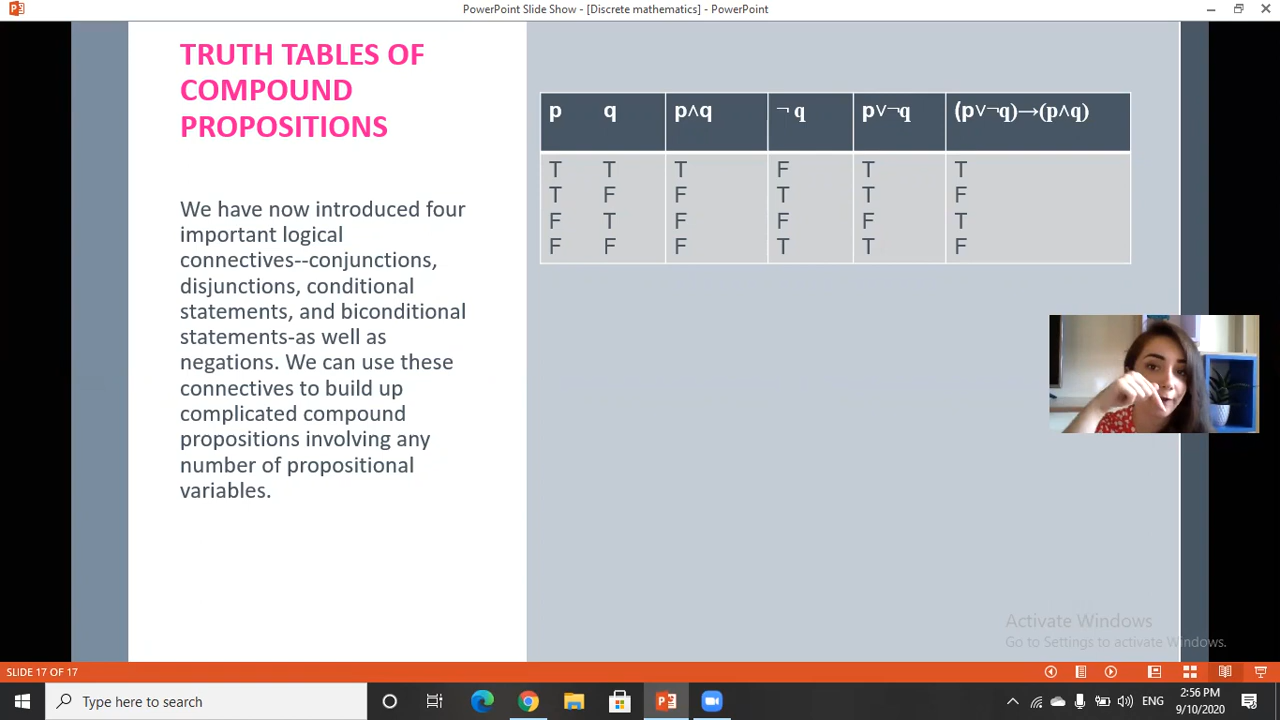 PowerPoint Slide Show - [Discrete mathematics] - PowerPoint
TRUTH TABLES OF
COMPOUND
PROPOSITIONS
We have now introduced four
important logical
connectives--conjunctions,
disjunctions, conditional
statements, and biconditional
statements-as well as
negations. We can use these
connectives to build up
complicated compound
propositions involving any
number of propositional
variables.
p q p˄q ¬ q p˅¬q (p˅¬q)→(p˄q)
T T T F T T
T F F T T F
F T F F F T
F F F T T F
Activate Windows
Go to Settings to activate Windows.
SLIDE 17 OF 17
Type here to search
ENG
2:56 PM
9/10/2020